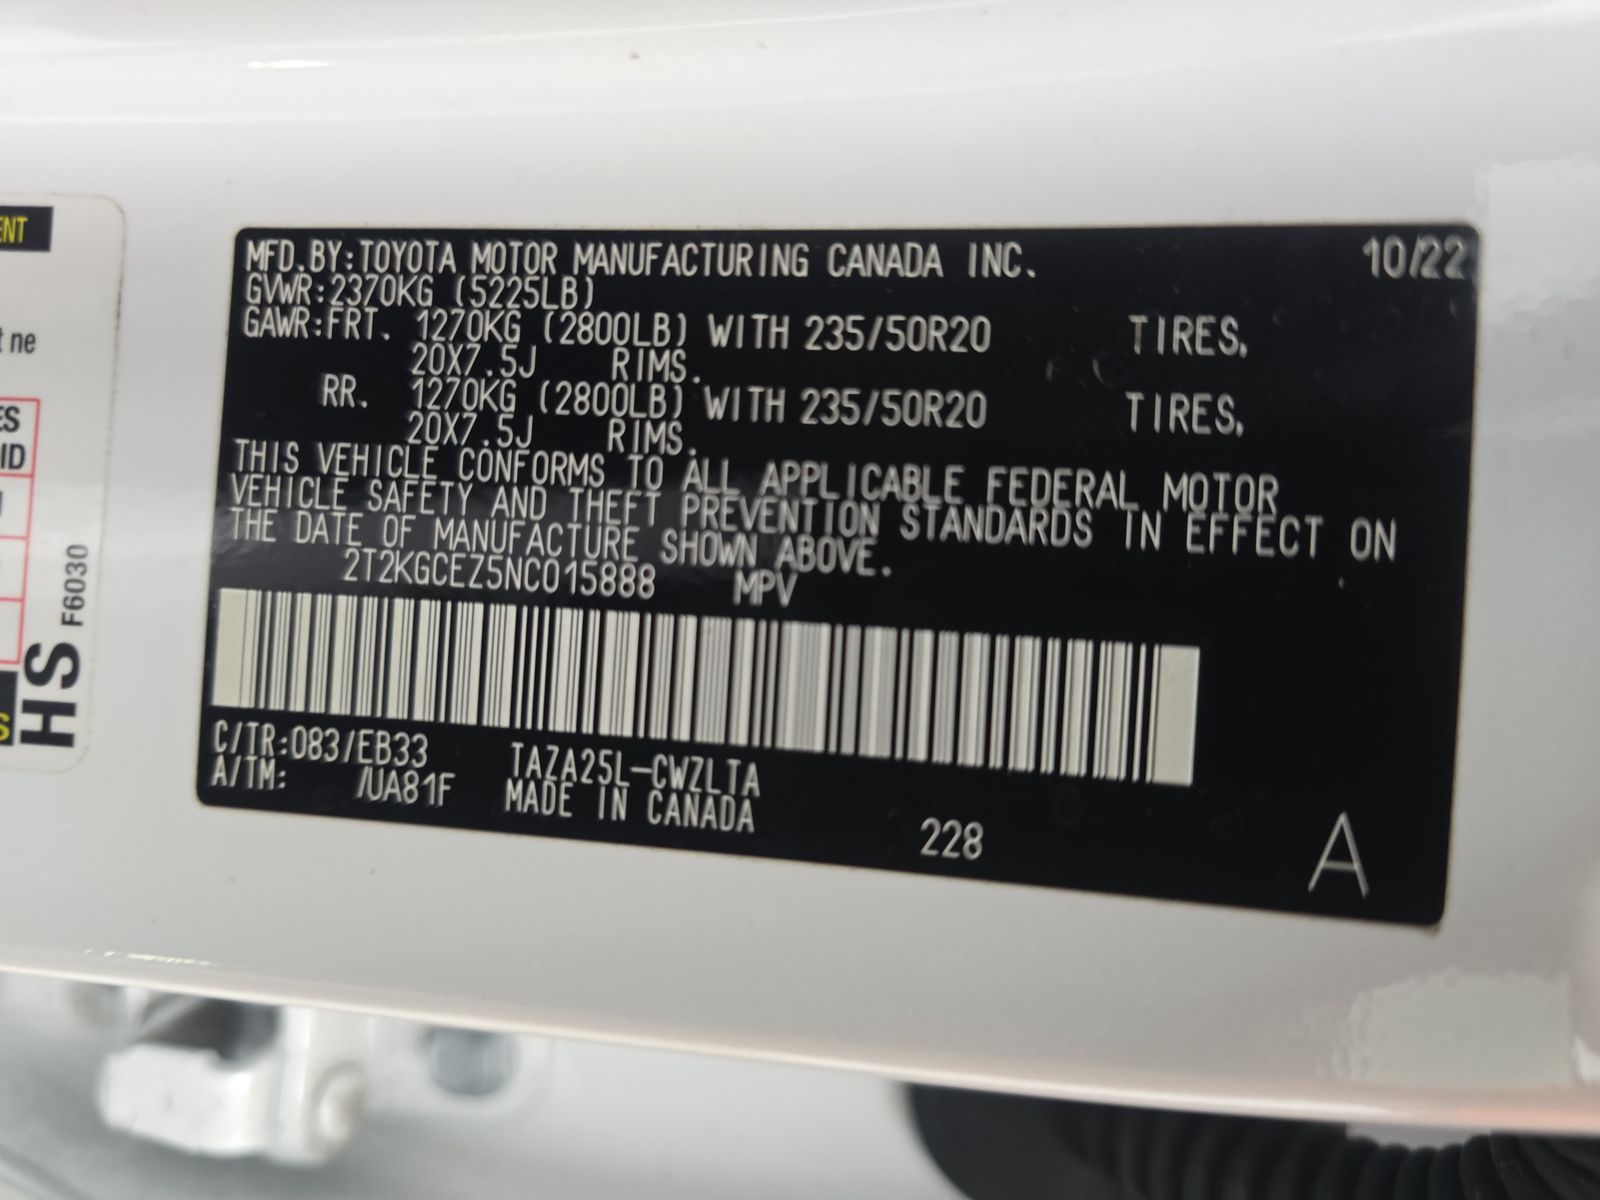 ENT
t ne
ES
ID
F6030
HS
S
MFD.BY:TOYOTA MOTOR MANUFACTURING CANADA INC. 10/22
GVWR:2370KG (5225LB)
GAWR:FRT. 1270KG (2800LB) WITH 235/50R20 TIRES,
20X7.5J RIMS.
RR. 1270KG (2800LB) WITH 235/50R20 TIRES,
20X7.5J RIMS.
THIS VEHICLE CONFORMS TO ALL APPLICABLE FEDERAL MOTOR
VEHICLE SAFETY AND THEFT PREVENTION STANDARDS IN EFFECT ON
THE DATE OF MANUFACTURE SHOWN ABOVE.
2T2KGCEZ5NC015888 MPV
C/TR:083/EB33 TAZA25L-CWZLTA
A/TM: /UA81F MADE IN CANADA
228
A